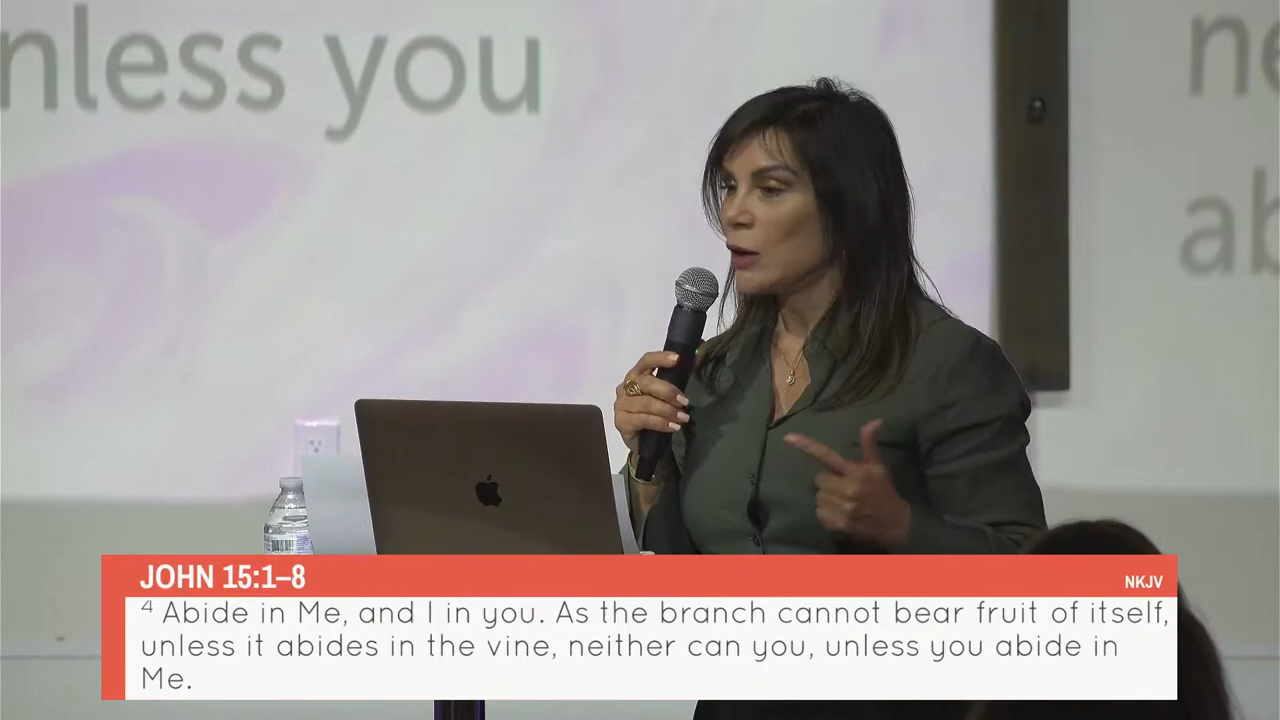 nless you
ne
ab
JOHN 15:1–8
NKJV
⁴ Abide in Me, and I in you. As the branch cannot bear fruit of itself,
unless it abides in the vine, neither can you, unless you abide in
Me.